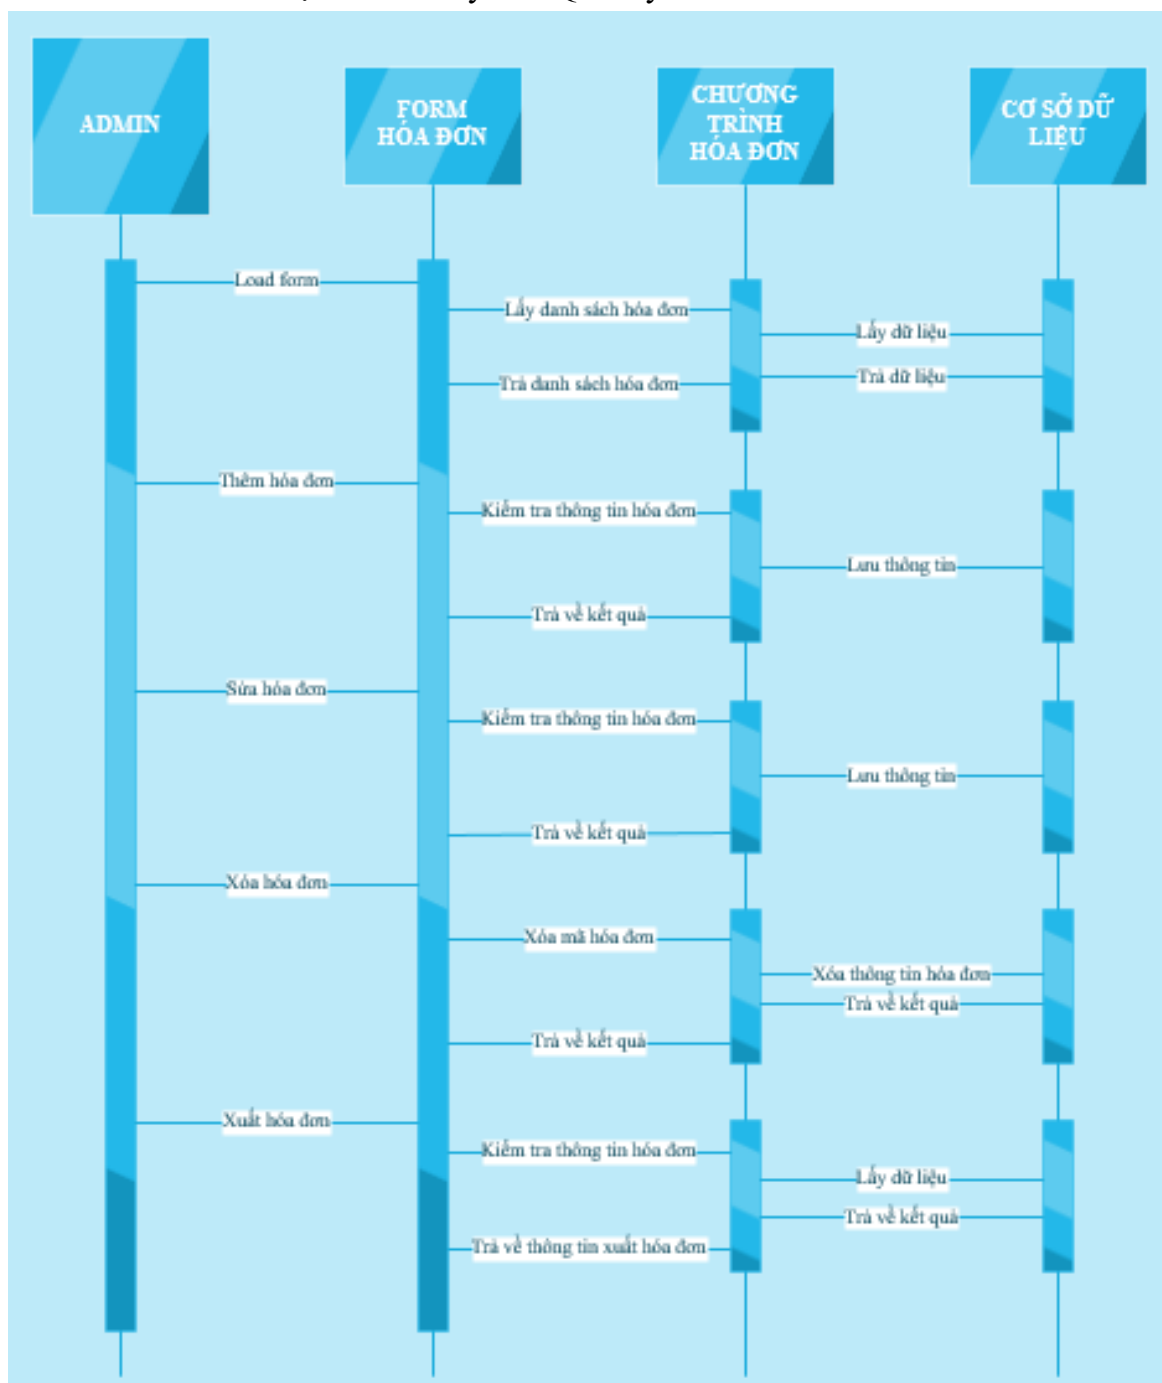 ADMIN
FORM
HÓA ĐƠN
CHƯƠNG
TRÌNH
HÓA ĐƠN
CƠ SỞ DỮ
LIỆU
Load form
Lấy danh sách hóa đơn
Lấy dữ liệu
Trả dữ liệu
Trả danh sách hóa đơn
Thêm hóa đơn
Kiểm tra thông tin hóa đơn
Lưu thông tin
Trả về kết quả
Sửa hóa đơn
Kiểm tra thông tin hóa đơn
Lưu thông tin
Trả về kết quả
Xóa hóa đơn
Xóa mã hóa đơn
Xóa thông tin hóa đơn
Trả về kết quả
Trả về kết quả
Xuất hóa đơn
Kiểm tra thông tin hóa đơn
Lấy dữ liệu
Trả về kết quả
Trả về thông tin xuất hóa đơn